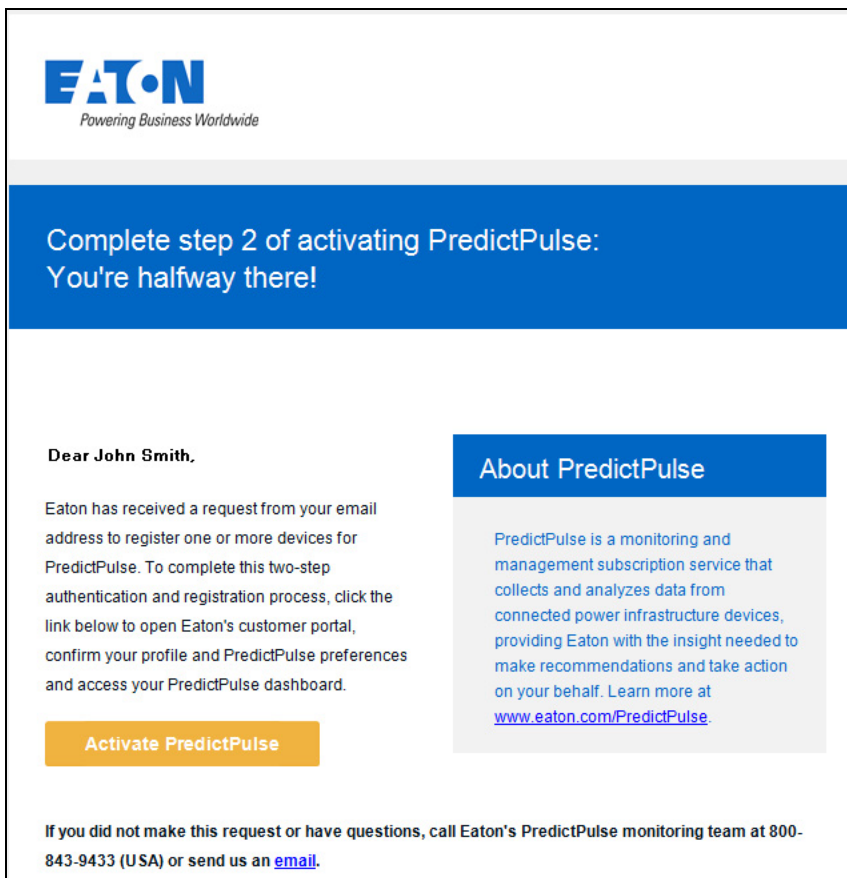 EATON
Powering Business Worldwide
Complete step 2 of activating PredictPulse:
You're halfway there!
Dear John Smith,
Eaton has received a request from your email
address to register one or more devices for
PredictPulse. To complete this two-step
authentication and registration process, click the
link below to open Eaton's customer portal,
confirm your profile and PredictPulse preferences
and access your PredictPulse dashboard.
Activate PredictPulse
About PredictPulse
PredictPulse is a monitoring and
management subscription service that
collects and analyzes data from
connected power infrastructure devices,
providing Eaton with the insight needed to
make recommendations and take action
on your behalf. Learn more at
www.eaton.com/PredictPulse.
If you did not make this request or have questions, call Eaton's PredictPulse monitoring team at 800-
843-9433 (USA) or send us an email.